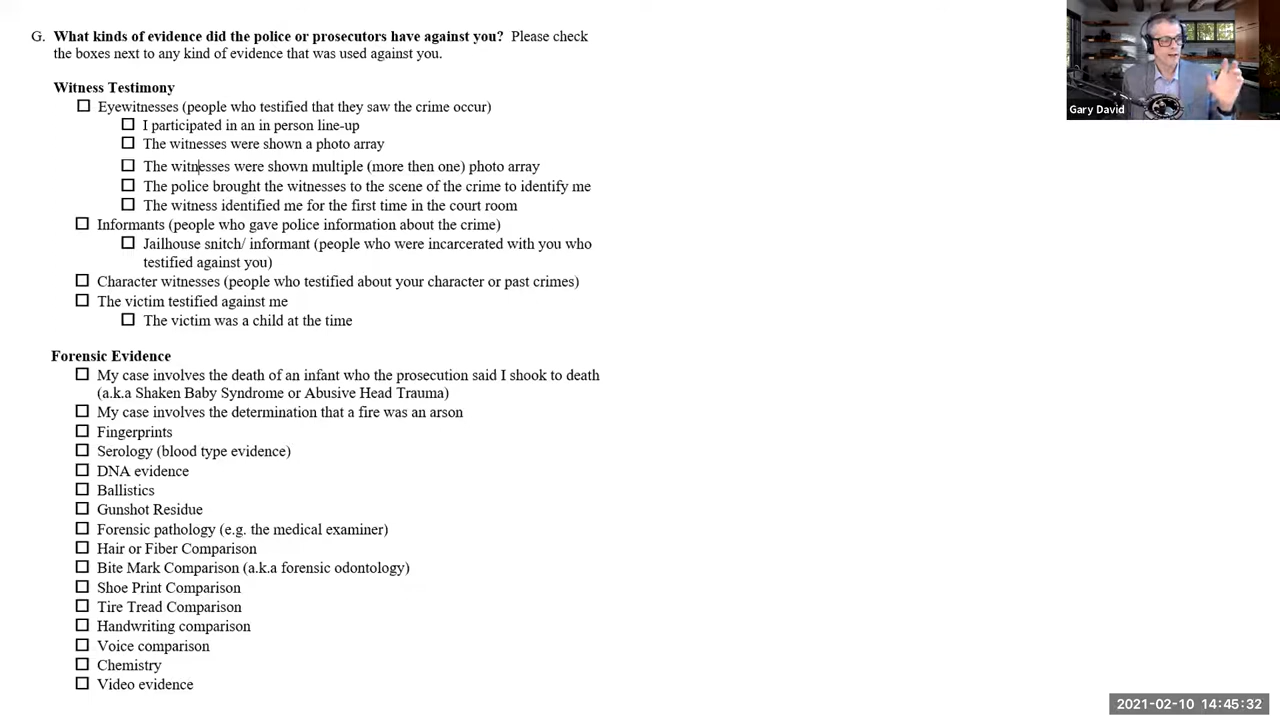 G. What kinds of evidence did the police or prosecutors have against you? Please check
the boxes next to any kind of evidence that was used against you.
Witness Testimony
Eyewitnesses (people who testified that they saw the crime occur)
I participated in an in person line-up
The witnesses were shown a photo array
The witnesses were shown multiple (more then one) photo array
The police brought the witnesses to the scene of the crime to identify me
The witness identified me for the first time in the court room
Informants (people who gave police information about the crime)
Jailhouse snitch/ informant (people who were incarcerated with you who
testified against you)
Character witnesses (people who testified about your character or past crimes)
The victim testified against me
The victim was a child at the time
Forensic Evidence
My case involves the death of an infant who the prosecution said I shook to death
(a.k.a Shaken Baby Syndrome or Abusive Head Trauma)
My case involves the determination that a fire was an arson
Fingerprints
Serology (blood type evidence)
DNA evidence
Ballistics
Gunshot Residue
Forensic pathology (e.g. the medical examiner)
Hair or Fiber Comparison
Bite Mark Comparison (a.k.a forensic odontology)
Shoe Print Comparison
Tire Tread Comparison
Handwriting comparison
Voice comparison
Chemistry
Video evidence
Gary David
2021-02-10 14:45:32